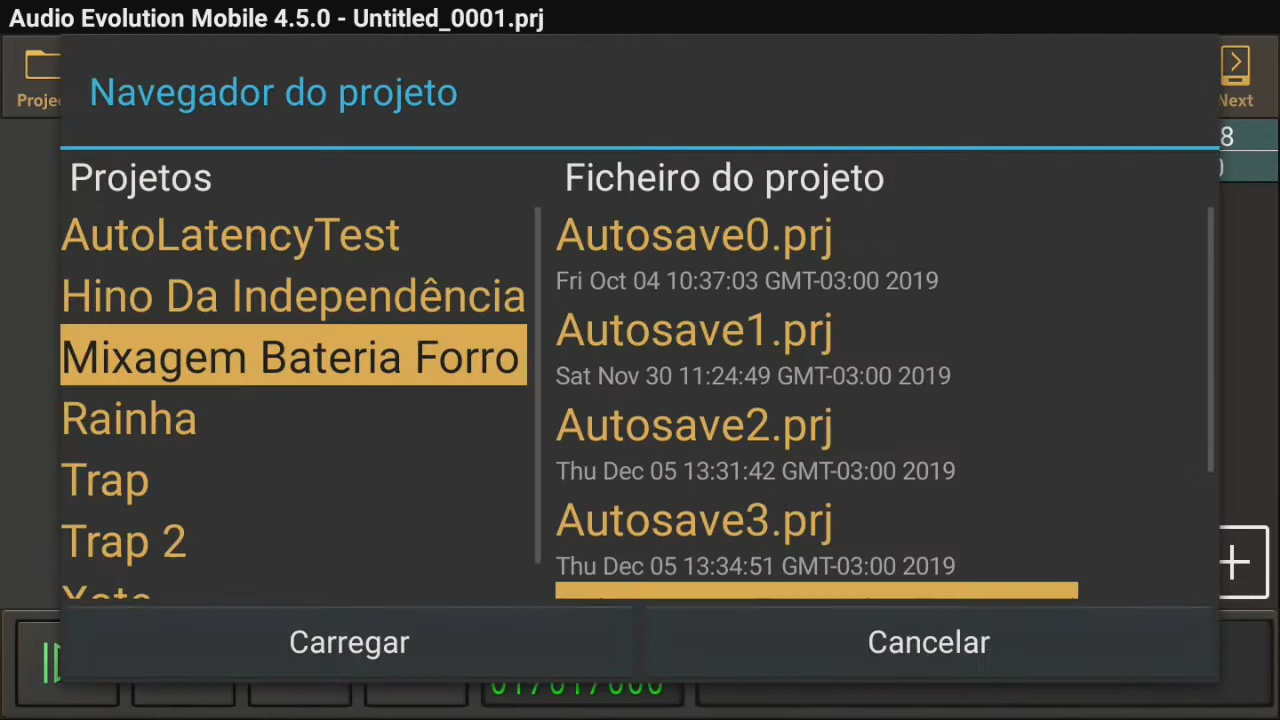 Audio Evolution Mobile 4.5.0 - Untitled_0001.prj
Next
8
Navegador do projeto
Projetos
AutoLatencyTest
Hino Da Independência
Mixagem Bateria Forro
Rainha
Trap
Trap 2
Ficheiro do projeto
Autosave0.prj
Fri Oct 04 10:37:03 GMT-03:00 2019
Autosave1.prj
Sat Nov 30 11:24:49 GMT-03:00 2019
Autosave2.prj
Thu Dec 05 13:31:42 GMT-03:00 2019
Autosave3.prj
Thu Dec 05 13:34:51 GMT-03:00 2019
Carregar
Cancelar